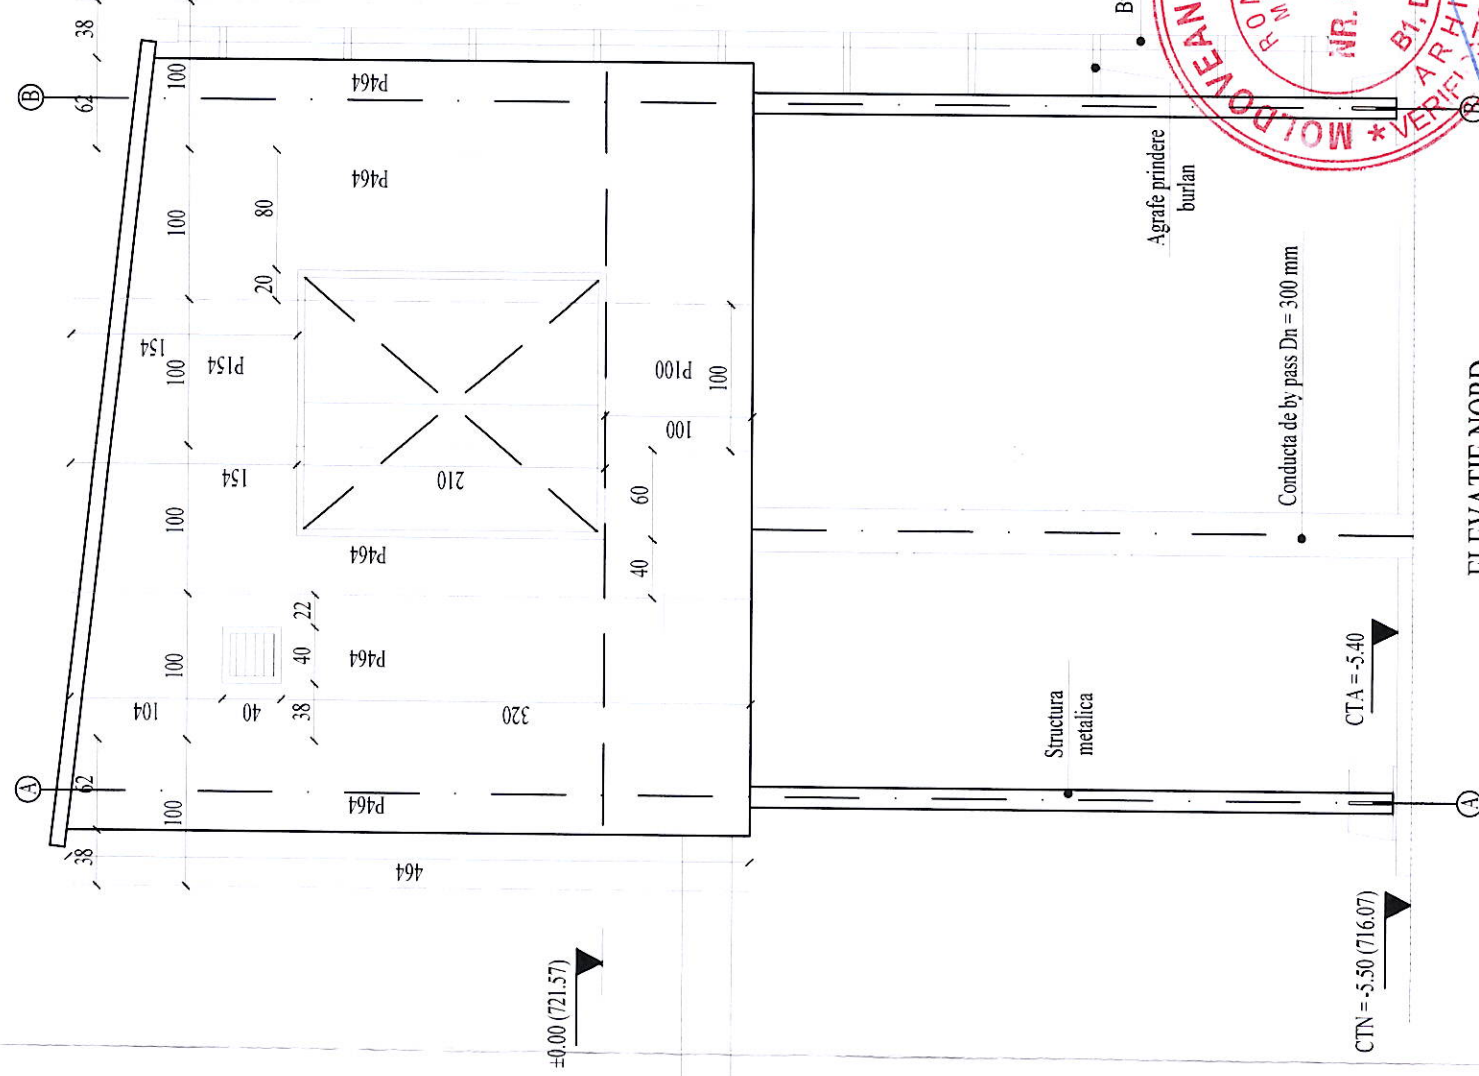 B
38
62
100
P464
P464
100
80
20
154
P154
100
154
210
P100
100
100
60
40
100
P464
22
40
38
P464
100
104
40
320
62
100
P464
A
38
464
B
MOLDOVEAN
NR.
B1,
* VERIFI
ARHI
Agrafe prindere
burlan
Conducta de by pass Dn = 300 mm
Structura
metalica
CTA = -5.40
±0.00 (721.57)
CTN = -5.50 (716.07)
B
A
ELEVATIE NORD